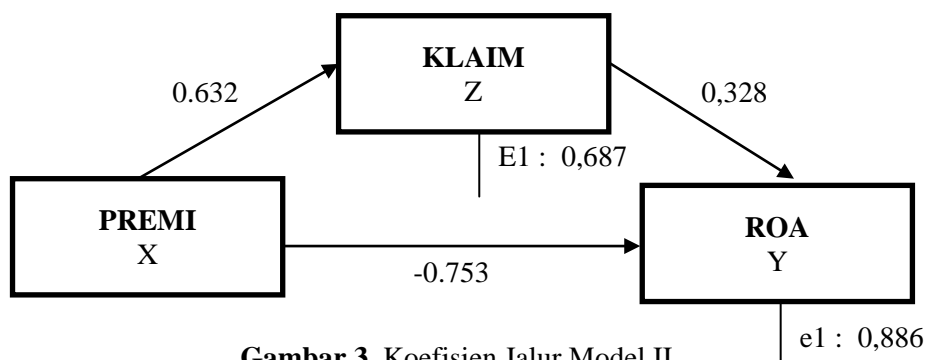 KLAIM
Z
0.632
0,328
E1 : 0,687
PREMI
X
ROA
Y
-0.753
e1 : 0,886
Gambar 3. Koefisien Jalur Model II